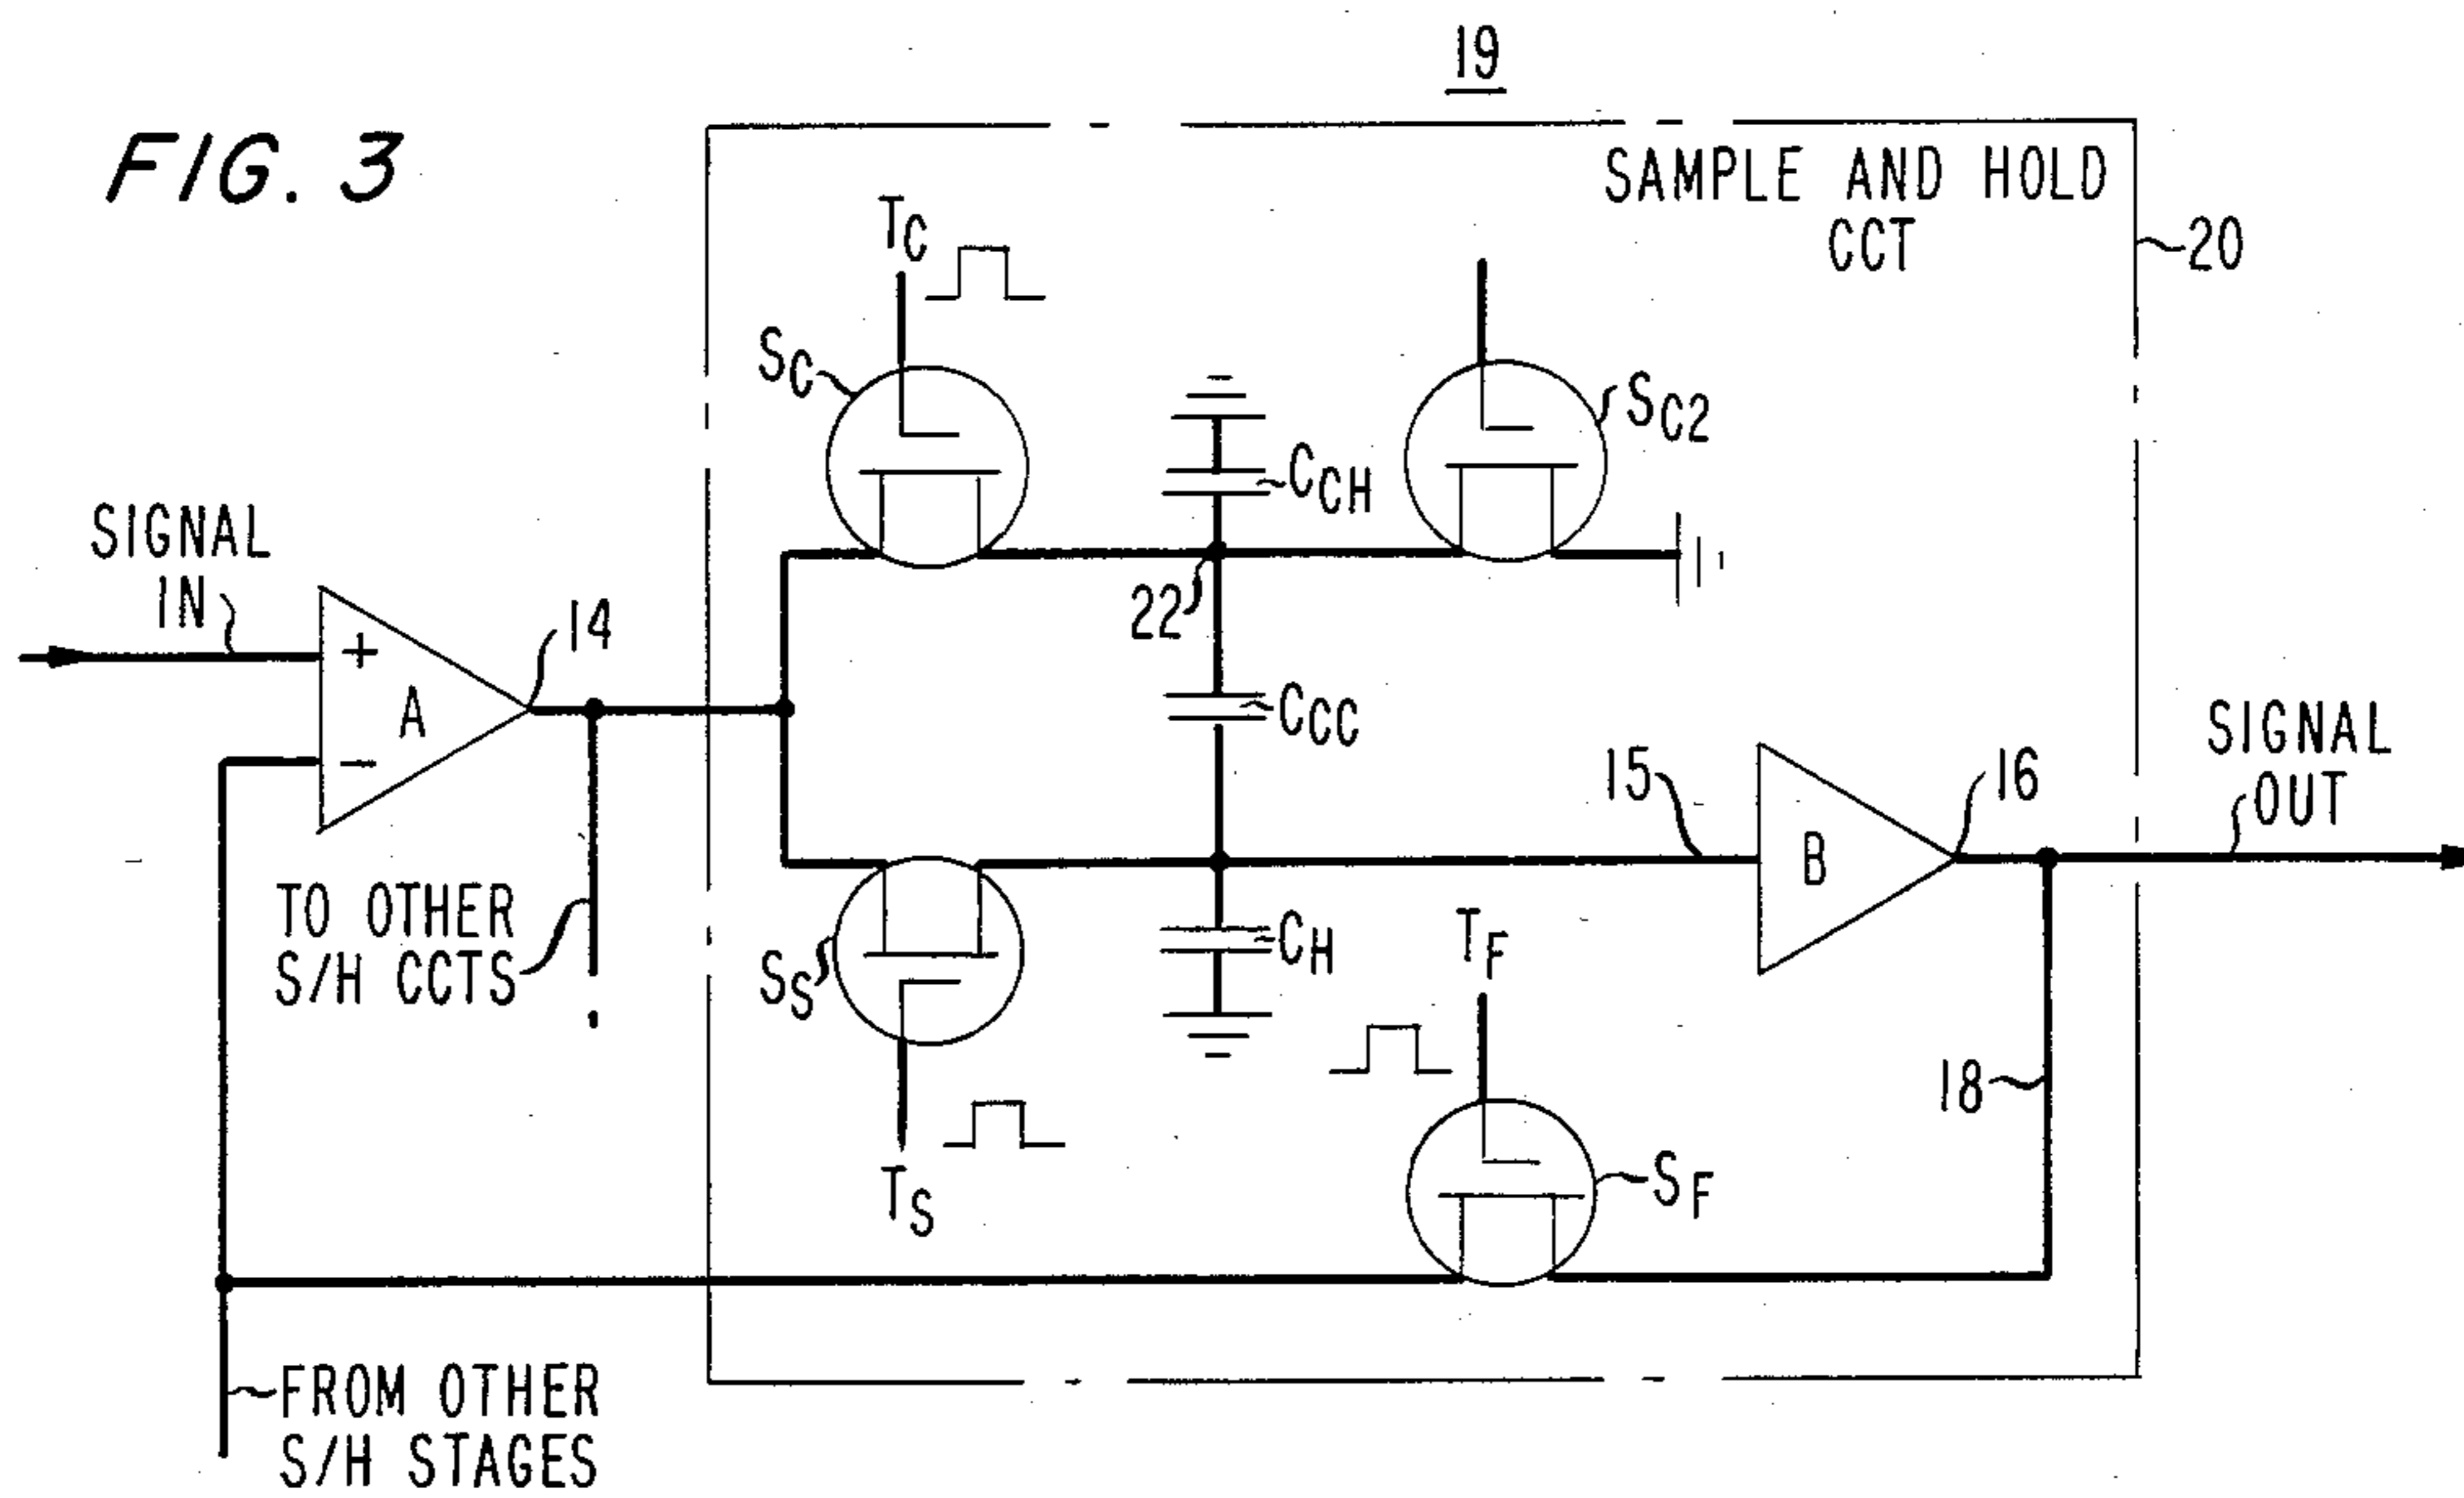 19
FIG. 3
SAMPLE AND HOLD
CCT
20
TC
SC
SC2
CCH
SIGNAL
IN
22
14
+
A
-
CCC
SIGNAL
OUT
15
16
B
TO OTHER
S/H CCTS
CH
TF
SS
18
TS
SF
FROM OTHER
S/H STAGES